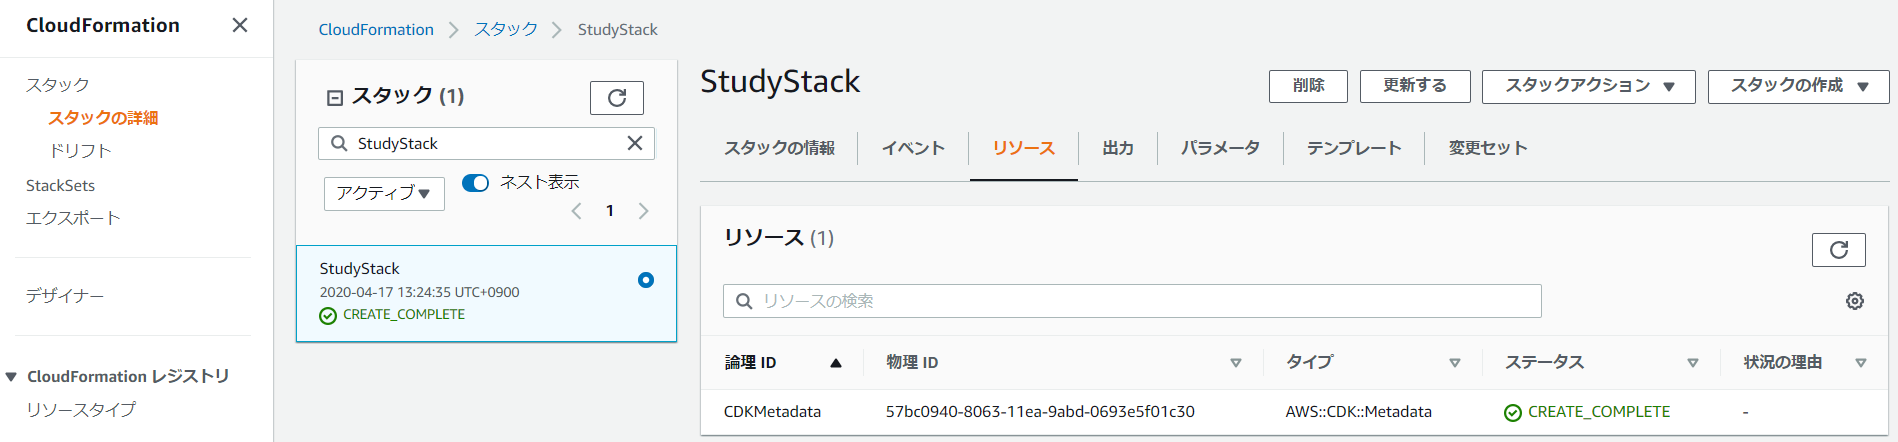 CloudFormation
スタック
スタックの詳細
ドリフト
StackSets
エクスポート
デザイナー
CloudFormation レジストリ
リソースタイプ
CloudFormation スタック StudyStack
スタック (1)
StudyStack
アクティブ
ネスト表示
1
StudyStack
2020-04-17 13:24:35 UTC+0900
CREATE_COMPLETE
StudyStack
削除 更新する スタックアクション スタックの作成
スタックの情報 イベント リソース 出力 パラメータ テンプレート 変更セット
リソース (1)
リソースの検索
論理 ID 物理 ID タイプ ステータス 状況の理由
CDKMetadata 57bc0940-8063-11ea-9abd-0693e5f01c30 AWS::CDK::Metadata CREATE_COMPLETE -